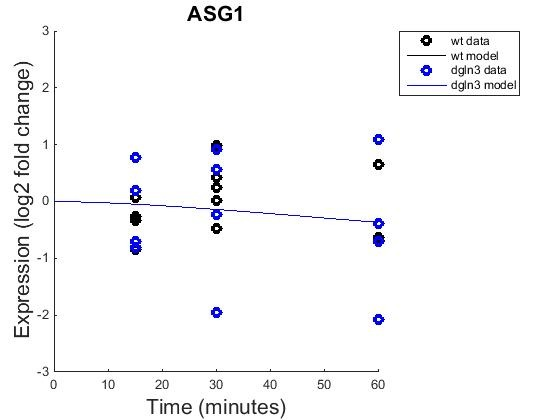 ASG1
3
2
1
0
-1
-2
-3
Expression (log2 fold change)
0 10 20 30 40 50 60
Time (minutes)
wt data
wt model
dgln3 data
dgln3 model